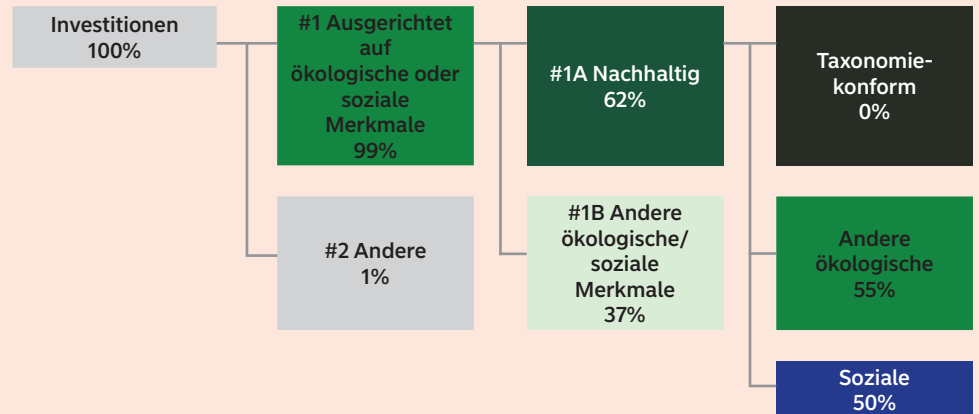 Investitionen
100%
#1 Ausgerichtet
auf
ökologische oder
soziale
Merkmale
99%
#1A Nachhaltig
62%
Taxonomie-
konform
0%
#2 Andere
1%
#1B Andere
ökologische/
soziale
Merkmale
37%
Andere
ökologische
55%
Soziale
50%